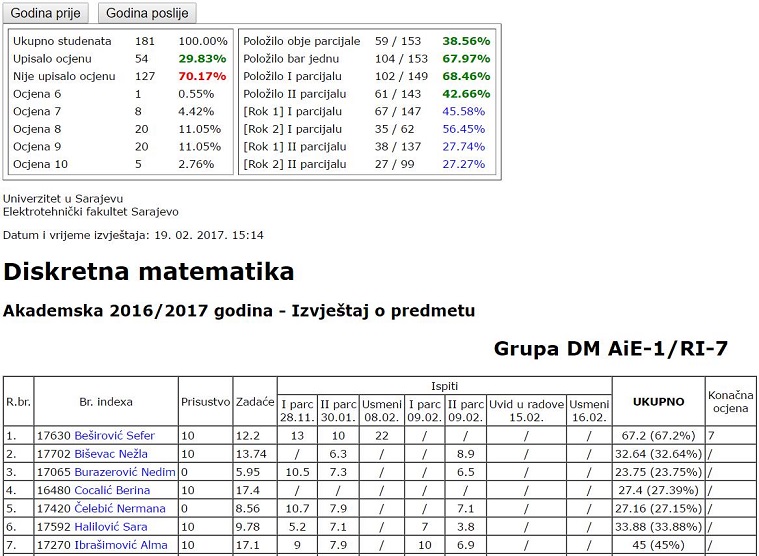 Godina prije Godina poslije
Ukupno studenata 181 100.00% Položilo obje parcijale 59 / 153 38.56%
Upisalo ocjenu 54 29.83% Položilo bar jednu 104 / 153 67.97%
Nije upisalo ocjenu 127 70.17% Položilo I parcijalu 102 / 149 68.46%
Ocjena 6 1 0.55% Položilo II parcijalu 61 / 143 42.66%
Ocjena 7 8 4.42% [Rok 1] I parcijalu 67 / 147 45.58%
Ocjena 8 20 11.05% [Rok 2] I parcijalu 35 / 62 56.45%
Ocjena 9 20 11.05% [Rok 1] II parcijalu 38 / 137 27.74%
Ocjena 10 5 2.76% [Rok 2] II parcijalu 27 / 99 27.27%
Univerzitet u Sarajevu
Elektrotehnički fakultet Sarajevo
Datum i vrijeme izvještaja: 19. 02. 2017. 15:14
Diskretna matematika
Akademska 2016/2017 godina - Izvještaj o predmetu
Grupa DM AiE-1/RI-7
R.br. Br. indexa Prisustvo Zadaće Ispiti UKUPNO Konačna ocjena
I parc 28.11. II parc 30.01. Usmeni 08.02. I parc 09.02. II parc 09.02. Uvid u radove 15.02. Usmeni 16.02.
1. 17630 Beširović Sefer 10 12.2 13 10 22 / / / / 67.2 (67.2%) 7
2. 17702 Biševac Nežla 10 13.74 / 6.3 / / 8.9 / / 32.64 (32.64%) /
3. 17065 Burazerović Nedim 0 5.95 10.5 7.3 / / 6.5 / / 23.75 (23.75%) /
4. 16480 Cocalić Berina 10 17.4 / / / / / / / 27.4 (27.39%) /
5. 17420 Čelebić Nermana 0 8.56 10.7 7.9 / / 7.1 / / 27.16 (27.15%) /
6. 17592 Halilović Sara 10 9.78 5.2 7.1 / 7 3.8 / / 33.88 (33.88%) /
7. 17270 Ibrašimović Alma 10 17.1 9 7.9 / 10 6.9 / / 45 (45%) /